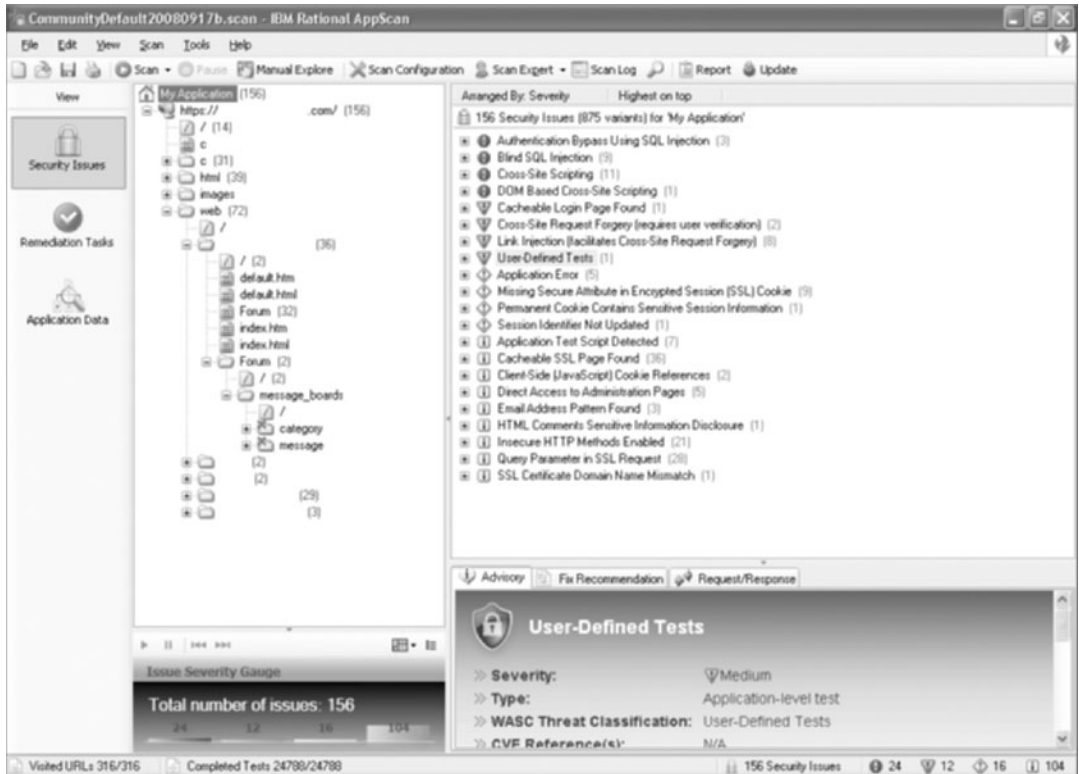 CommunityDefault20080917b.scan - IBM Rational AppScan
File Edit View Scan Tools Help
Scan Pause Manual Explore Scan Configuration Scan Expert Scan Log Report Update
View
Security Issues
Remediation Tasks
Application Data
My Application (156)
https:// .com/ (156)
/ (14)
c
c (31)
html (39)
images
web (72)
/
(36)
/ (2)
default.htm
default.html
Forum (32)
index.htm
index.html
Forum (2)
/ (2)
message_boards
/
category
message
(2)
(2)
(29)
(3)
Issue Severity Gauge
Total number of issues: 156
24 12 16 104
Arranged By: Severity Highest on top
156 Security Issues (875 variants) for 'My Application'
Authentication Bypass Using SQL Injection (3)
Blind SQL Injection (9)
Cross-Site Scripting (11)
DOM Based Cross-Site Scripting (1)
Cacheable Login Page Found (1)
Cross-Site Request Forgery (requires user verification) (2)
Link Injection (facilitates Cross-Site Request Forgery) (8)
User-Defined Tests (1)
Application Error (5)
Missing Secure Attribute in Encrypted Session (SSL) Cookie (9)
Permanent Cookie Contains Sensitive Session Information (1)
Session Identifier Not Updated (1)
Application Test Script Detected (7)
Cacheable SSL Page Found (36)
Client-Side (JavaScript) Cookie References (2)
Direct Access to Administration Pages (5)
Email Address Pattern Found (3)
HTML Comments Sensitive Information Disclosure (1)
Insecure HTTP Methods Enabled (21)
Query Parameter in SSL Request (28)
SSL Certificate Domain Name Mismatch (1)
Advisory Fix Recommendation Request/Response
User-Defined Tests
Severity: Medium
Type: Application-level test
WASC Threat Classification: User-Defined Tests
CVE Reference(s): N/A
Visited URLs 316/316 Completed Tests 24788/24788 156 Security Issues 24 12 16 104